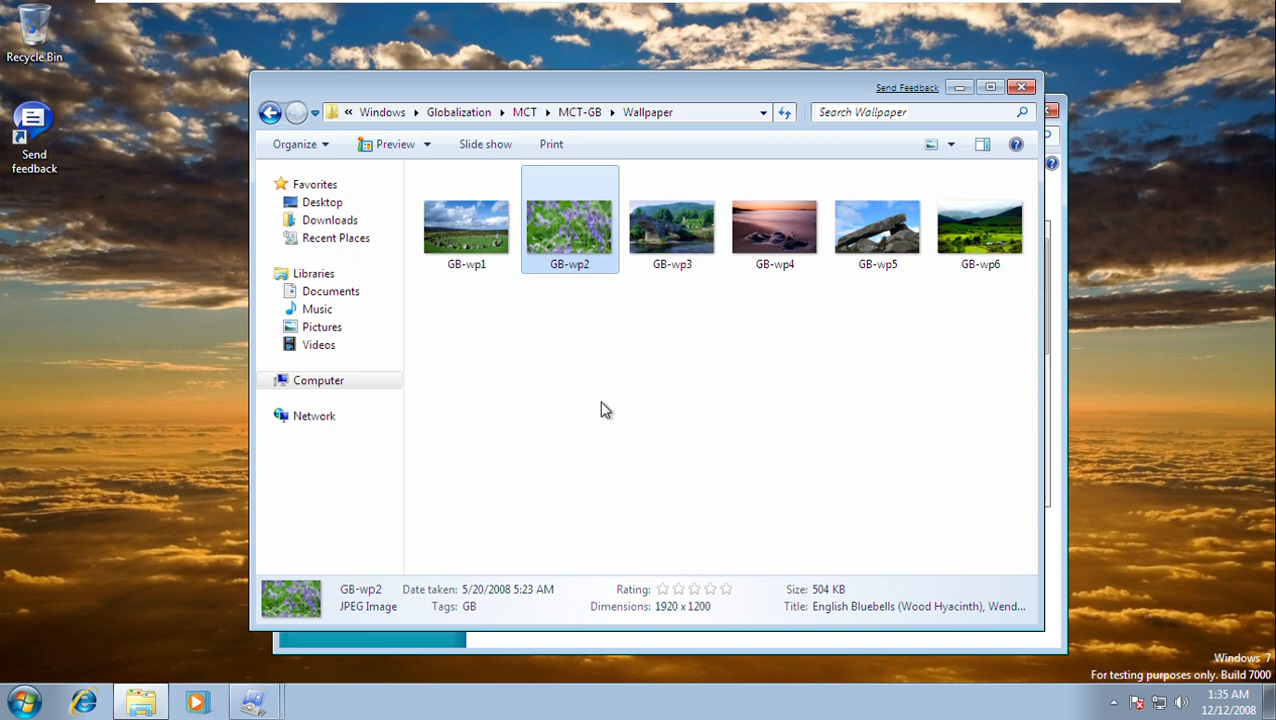 Recycle Bin
Send
feedback
Send Feedback
« Windows Globalization MCT MCT-GB Wallpaper
Search Wallpaper
Organize Preview Slide show Print
Favorites
Desktop
Downloads
Recent Places
Libraries
Documents
Music
Pictures
Videos
Computer
Network
GB-wp1 GB-wp2 GB-wp3 GB-wp4 GB-wp5 GB-wp6
GB-wp2 Date taken: 5/20/2008 5:23 AM Rating: Size: 504 KB
JPEG Image Tags: GB Dimensions: 1920 x 1200 Title: English Bluebells (Wood Hyacinth), Wend...
Windows 7
For testing purposes only. Build 7000
1:35 AM
12/12/2008